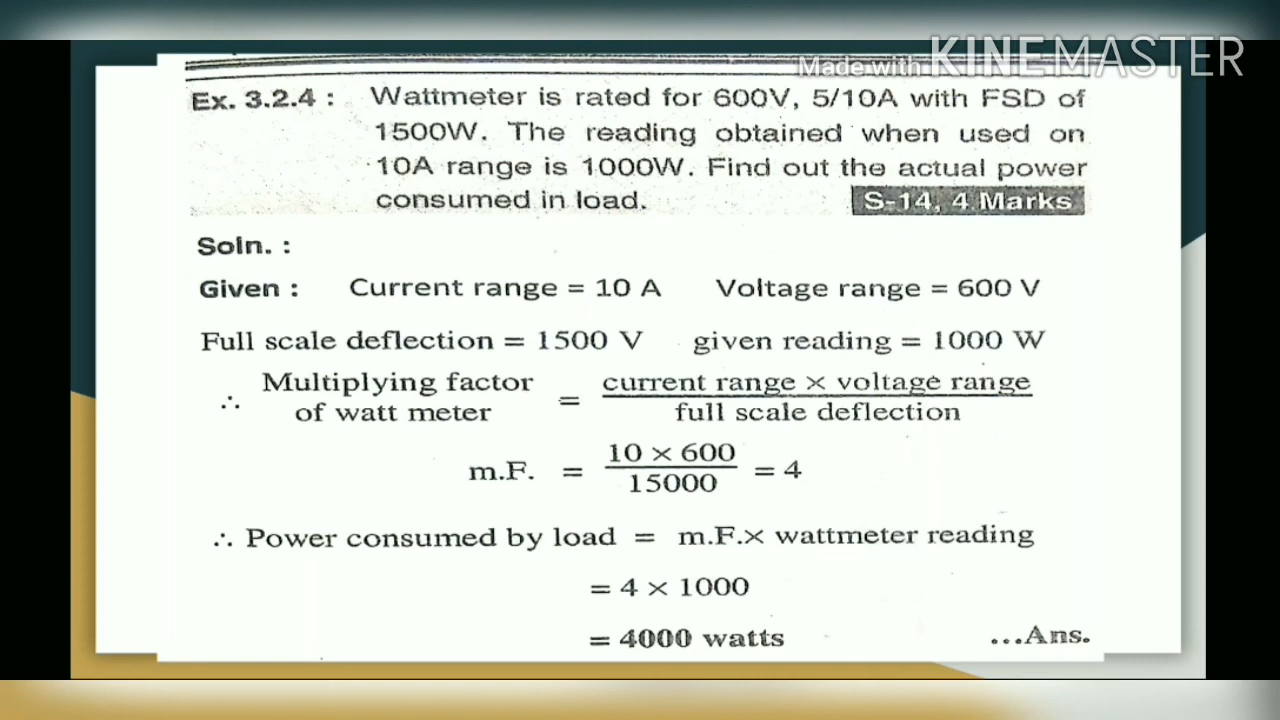 Made with KINEMASTER
Ex. 3.2.4 : Wattmeter is rated for 600V, 5/10A with FSD of
1500W. The reading obtained when used on
10A range is 1000W. Find out the actual power
consumed in load.
S-14, 4 Marks
Soln. :
Given : Current range = 10 A Voltage range = 600 V
Full scale deflection = 1500 V given reading = 1000 W
∴ Multiplying factor of watt meter = current range × voltage range / full scale deflection
m.F. = 10 × 600 / 15000 = 4
∴ Power consumed by load = m.F.× wattmeter reading
= 4 × 1000
= 4000 watts ...Ans.